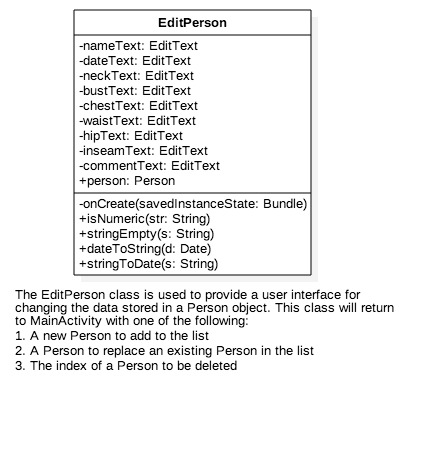 EditPerson
-nameText: EditText
-dateText: EditText
-neckText: EditText
-bustText: EditText
-chestText: EditText
-waistText: EditText
-hipText: EditText
-inseamText: EditText
-commentText: EditText
+person: Person
-onCreate(savedInstanceState: Bundle)
+isNumeric(str: String)
+stringEmpty(s: String)
+dateToString(d: Date)
+stringToDate(s: String)
The EditPerson class is used to provide a user interface for
changing the data stored in a Person object. This class will return
to MainActivity with one of the following:
1. A new Person to add to the list
2. A Person to replace an existing Person in the list
3. The index of a Person to be deleted